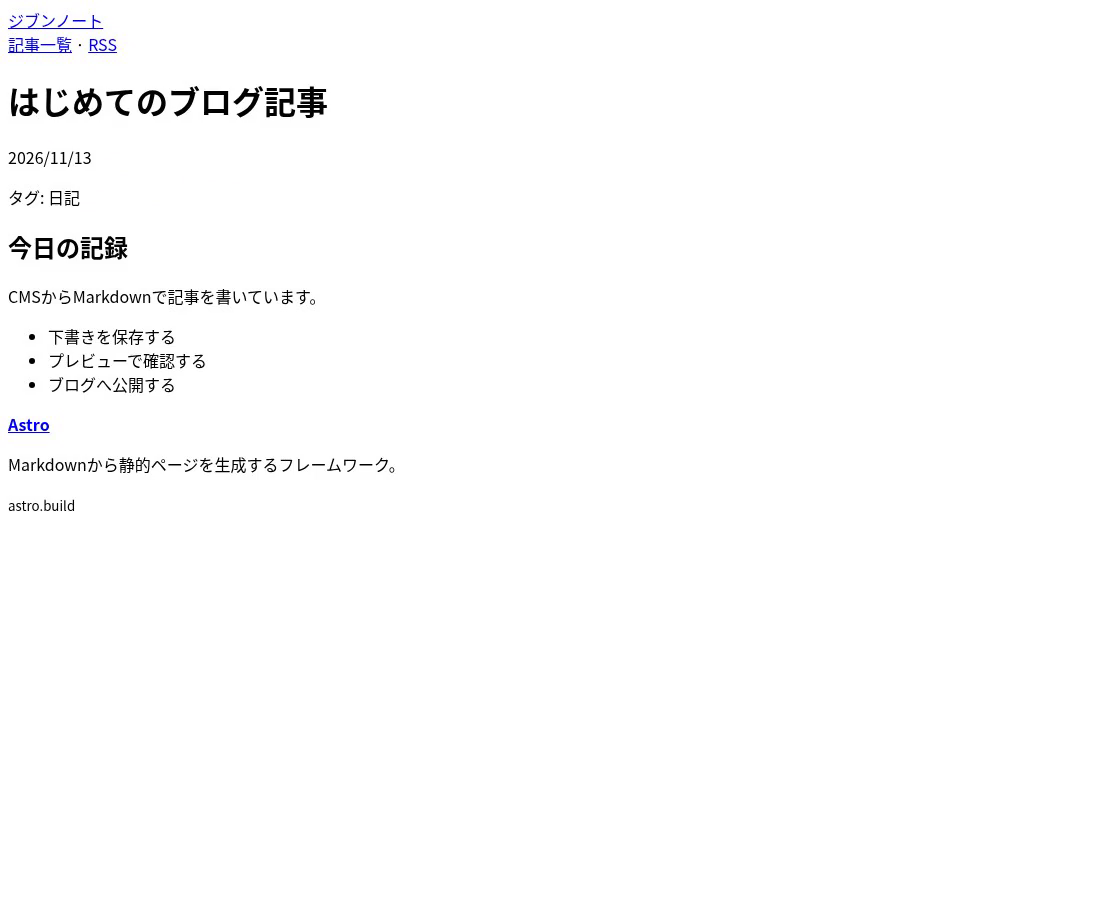 ジブンノート
記事一覧 · RSS
はじめてのブログ記事
2026/11/13
タグ: 日記
今日の記録
CMSからMarkdownで記事を書いています。
下書きを保存する
プレビューで確認する
ブログへ公開する
Astro
Markdownから静的ページを生成するフレームワーク。
astro.build